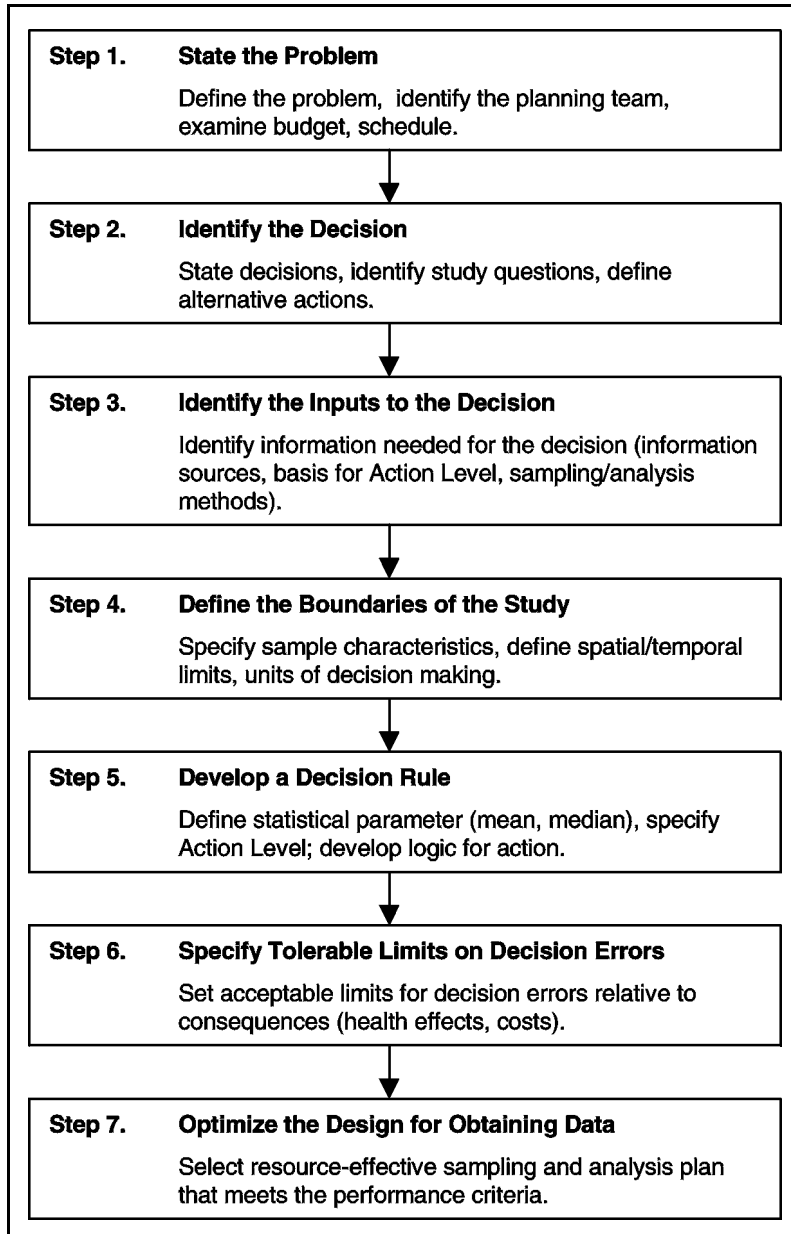 Step 1. State the Problem
Define the problem, identify the planning team,
examine budget, schedule.
Step 2. Identify the Decision
State decisions, identify study questions, define
alternative actions.
Step 3. Identify the Inputs to the Decision
Identify information needed for the decision (information
sources, basis for Action Level, sampling/analysis
methods).
Step 4. Define the Boundaries of the Study
Specify sample characteristics, define spatial/temporal
limits, units of decision making.
Step 5. Develop a Decision Rule
Define statistical parameter (mean, median), specify
Action Level; develop logic for action.
Step 6. Specify Tolerable Limits on Decision Errors
Set acceptable limits for decision errors relative to
consequences (health effects, costs).
Step 7. Optimize the Design for Obtaining Data
Select resource-effective sampling and analysis plan
that meets the performance criteria.